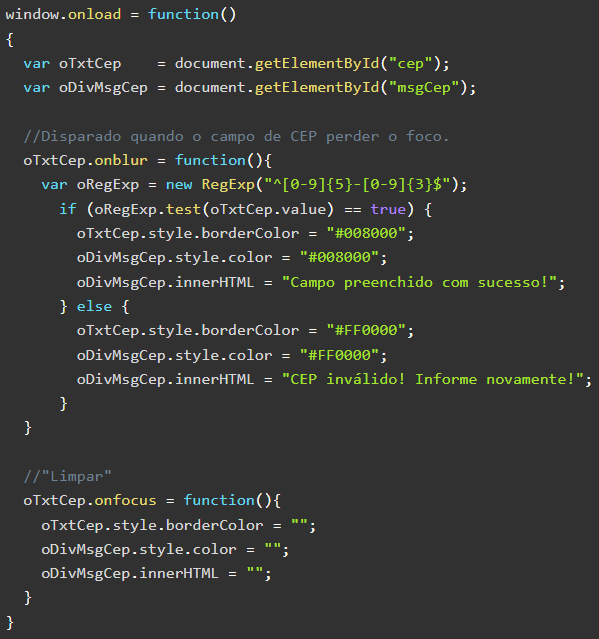 window.onload = function()
{
  var oTxtCep    = document.getElementById("cep");
  var oDivMsgCep = document.getElementById("msgCep");

  //Disparado quando o campo de CEP perder o foco.
  oTxtCep.onblur = function(){
    var oRegExp = new RegExp("^[0-9]{5}-[0-9]{3}$");
      if (oRegExp.test(oTxtCep.value) == true) {
        oTxtCep.style.borderColor = "#008000";
        oDivMsgCep.style.color = "#008000";
        oDivMsgCep.innerHTML = "Campo preenchido com sucesso!";
      } else {
        oTxtCep.style.borderColor = "#FF0000";
        oDivMsgCep.style.color = "#FF0000";
        oDivMsgCep.innerHTML = "CEP inválido! Informe novamente!";
      }
  }

  //"Limpar"
  oTxtCep.onfocus = function(){
    oTxtCep.style.borderColor = "";
    oDivMsgCep.style.color = "";
    oDivMsgCep.innerHTML = "";
  }
}